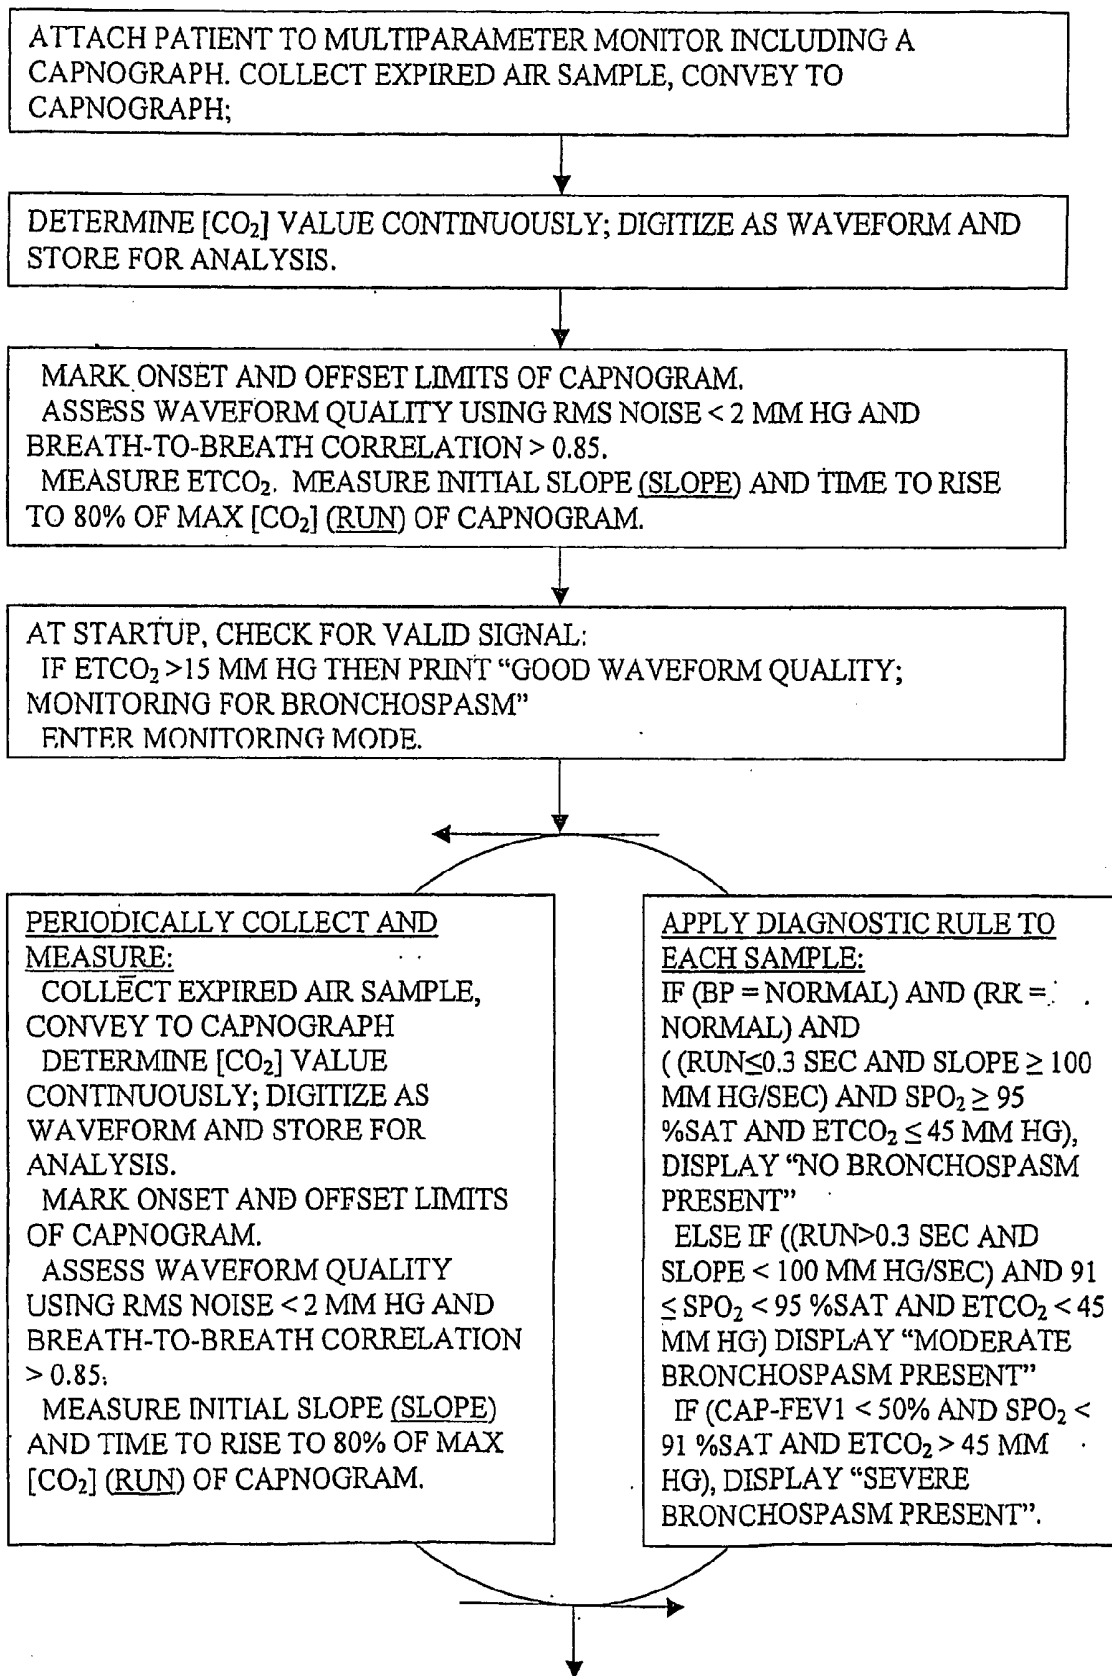 ATTACH PATIENT TO MULTIPARAMETER MONITOR INCLUDING A
CAPNOGRAPH. COLLECT EXPIRED AIR SAMPLE, CONVEY TO
CAPNOGRAPH;
DETERMINE [CO₂] VALUE CONTINUOUSLY; DIGITIZE AS WAVEFORM AND
STORE FOR ANALYSIS.
MARK ONSET AND OFFSET LIMITS OF CAPNOGRAM.
ASSESS WAVEFORM QUALITY USING RMS NOISE < 2 MM HG AND
BREATH-TO-BREATH CORRELATION > 0.85.
MEASURE ETCO₂. MEASURE INITIAL SLOPE (SLOPE) AND TIME TO RISE
TO 80% OF MAX [CO₂] (RUN) OF CAPNOGRAM.
AT STARTUP, CHECK FOR VALID SIGNAL:
IF ETCO₂ >15 MM HG THEN PRINT “GOOD WAVEFORM QUALITY;
MONITORING FOR BRONCHOSPASM”
ENTER MONITORING MODE.
PERIODICALLY COLLECT AND
MEASURE:
COLLECT EXPIRED AIR SAMPLE,
CONVEY TO CAPNOGRAPH
DETERMINE [CO₂] VALUE
CONTINUOUSLY; DIGITIZE AS
WAVEFORM AND STORE FOR
ANALYSIS.
MARK ONSET AND OFFSET LIMITS
OF CAPNOGRAM.
ASSESS WAVEFORM QUALITY
USING RMS NOISE < 2 MM HG AND
BREATH-TO-BREATH CORRELATION
> 0.85.
MEASURE INITIAL SLOPE (SLOPE)
AND TIME TO RISE TO 80% OF MAX
[CO₂] (RUN) OF CAPNOGRAM.
APPLY DIAGNOSTIC RULE TO
EACH SAMPLE:
IF (BP = NORMAL) AND (RR =
NORMAL) AND
( (RUN≤0.3 SEC AND SLOPE ≥ 100
MM HG/SEC) AND SPO₂ ≥ 95
%SAT AND ETCO₂ ≤ 45 MM HG),
DISPLAY “NO BRONCHOSPASM
PRESENT”
ELSE IF ((RUN>0.3 SEC AND
SLOPE < 100 MM HG/SEC) AND 91
≤ SPO₂ < 95 %SAT AND ETCO₂ < 45
MM HG) DISPLAY “MODERATE
BRONCHOSPASM PRESENT”
IF (CAP-FEV1 < 50% AND SPO₂ <
91 %SAT AND ETCO₂ > 45 MM
HG), DISPLAY “SEVERE
BRONCHOSPASM PRESENT”.